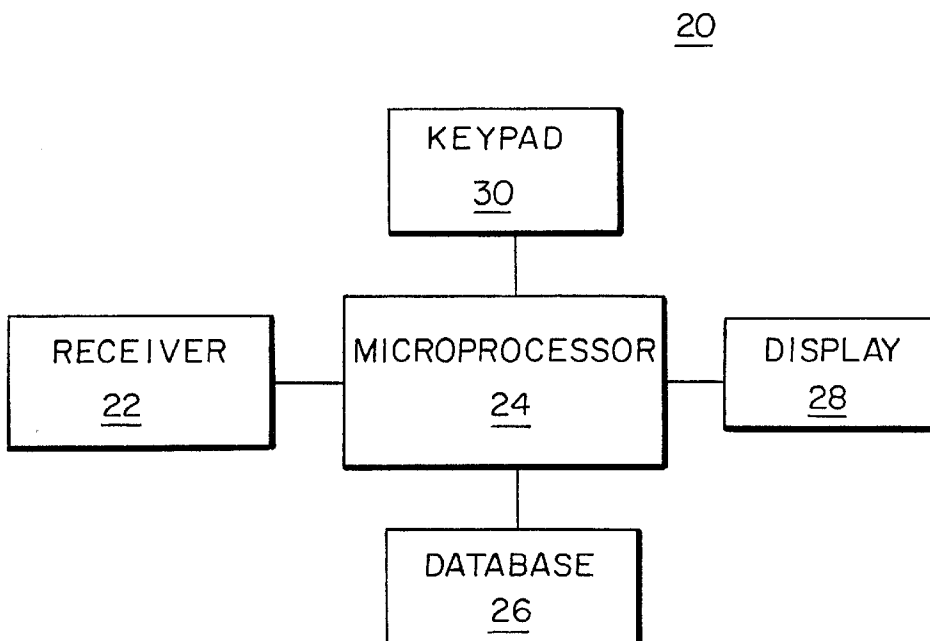 20
KEYPAD
30
RECEIVER
22
MICROPROCESSOR
24
DISPLAY
28
DATABASE
26